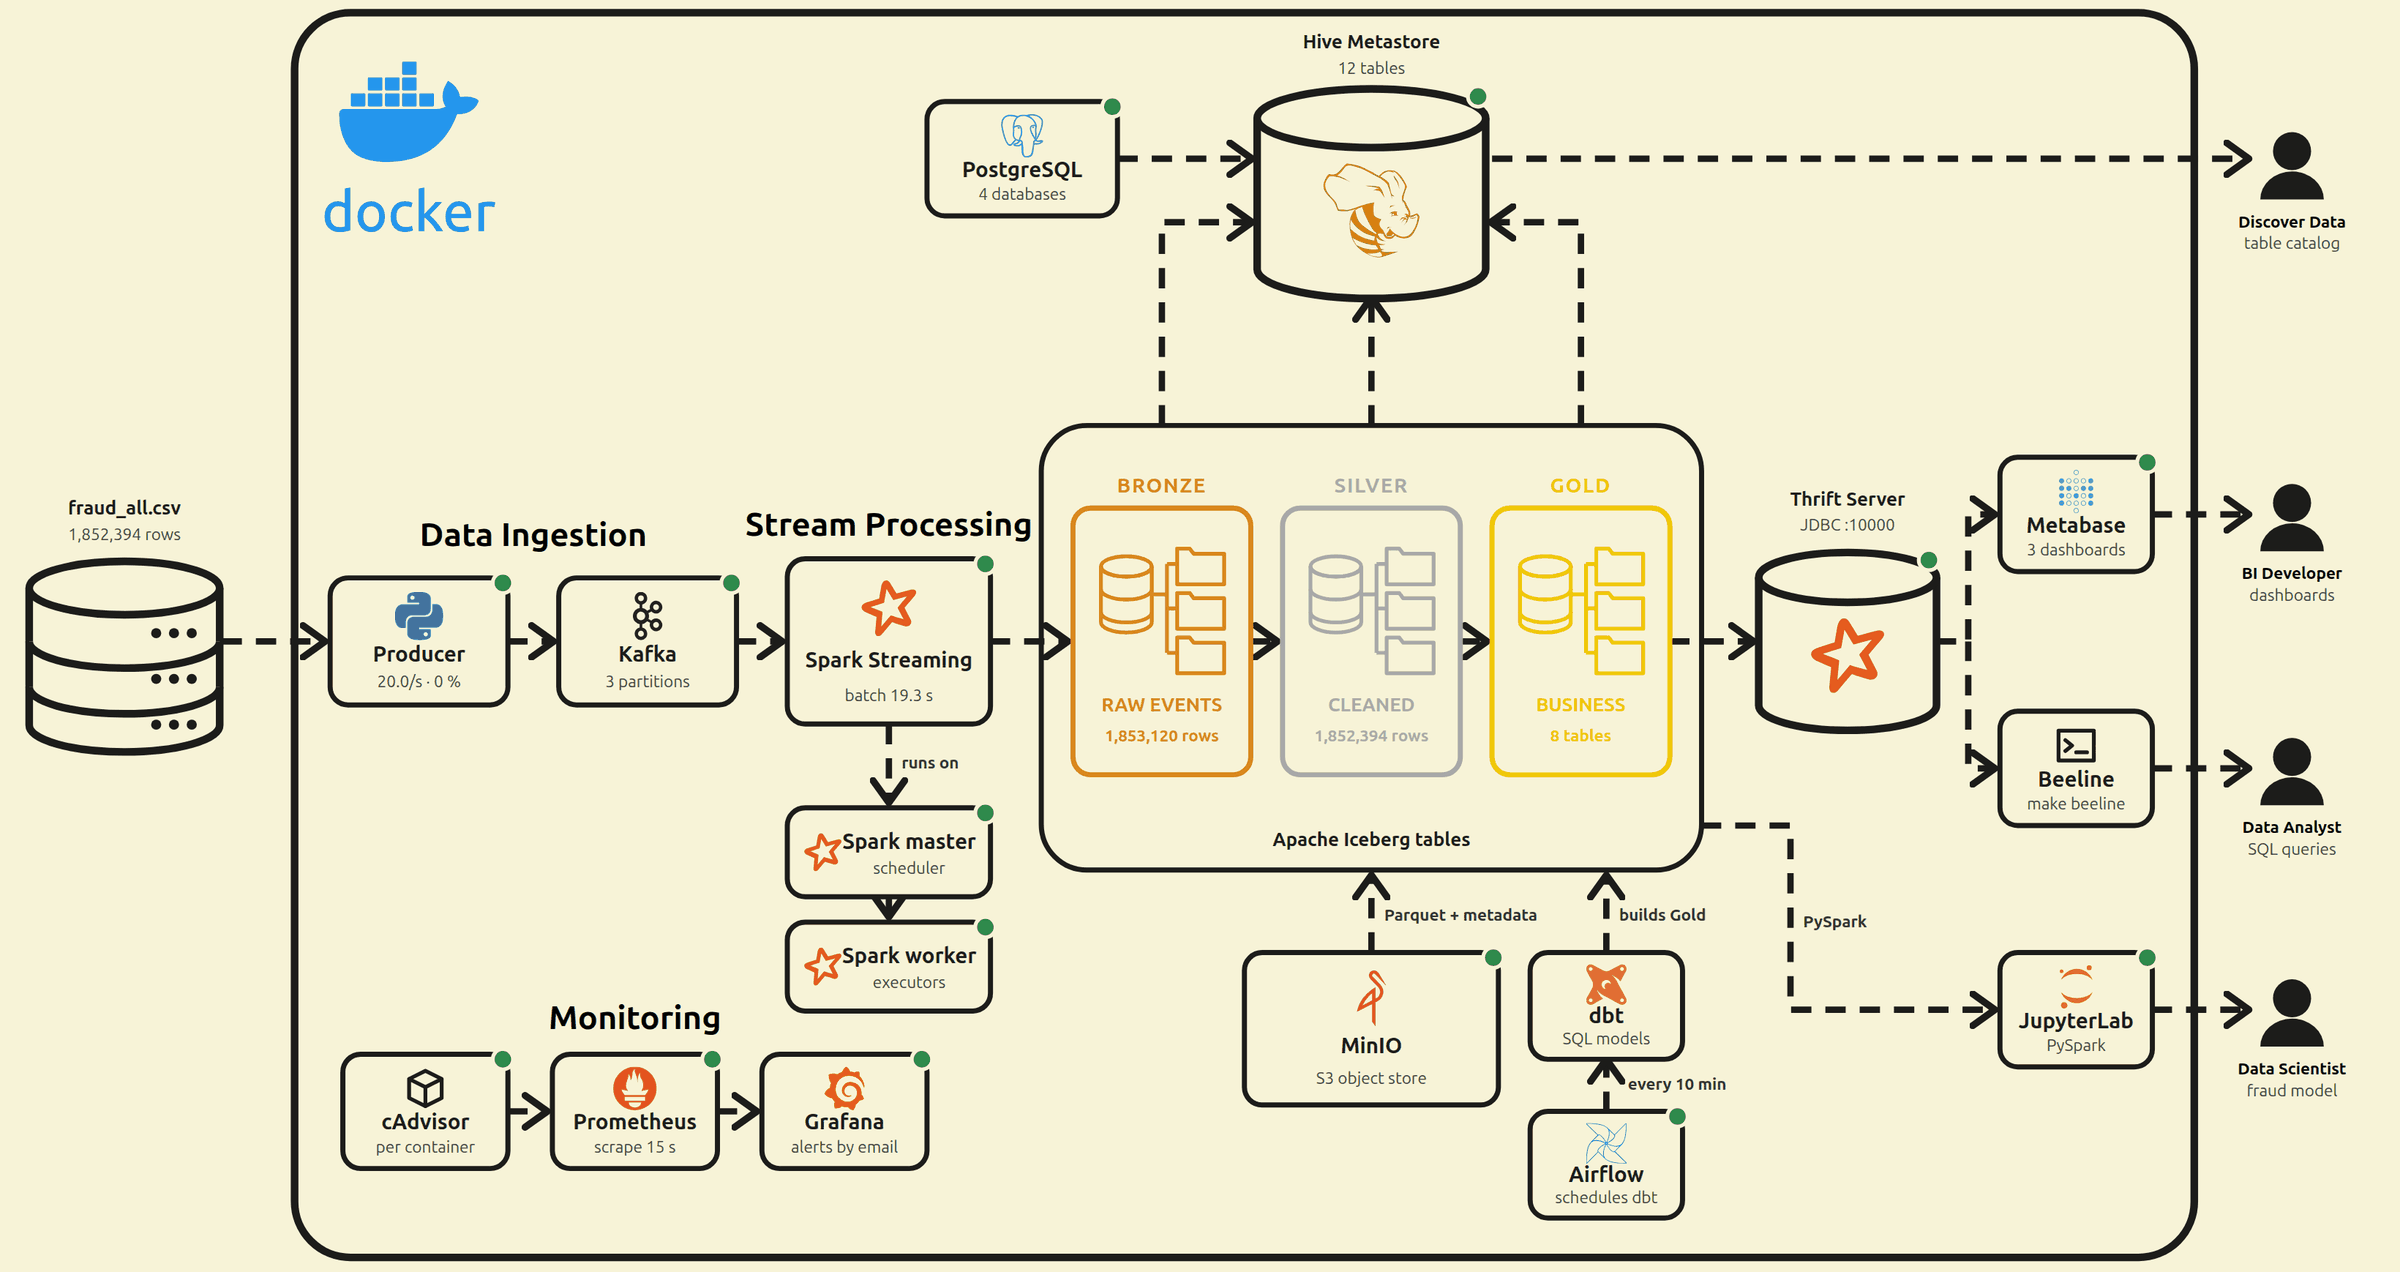 docker
Hive Metastore
12 tables
PostgreSQL
4 databases
Discover Data
table catalog
fraud_all.csv
1,852,394 rows
Data Ingestion
Producer
20.0/s · 0 %
Kafka
3 partitions
Stream Processing
Spark Streaming
batch 19.3 s
runs on
Spark master
scheduler
Spark worker
executors
BRONZE
RAW EVENTS
1,853,120 rows
SILVER
CLEANED
1,852,394 rows
GOLD
BUSINESS
8 tables
Apache Iceberg tables
Thrift Server
JDBC :10000
Metabase
3 dashboards
BI Developer
dashboards
Beeline
make beeline
Data Analyst
SQL queries
Parquet + metadata
MinIO
S3 object store
builds Gold
dbt
SQL models
every 10 min
Airflow
schedules dbt
PySpark
JupyterLab
PySpark
Data Scientist
fraud model
Monitoring
cAdvisor
per container
Prometheus
scrape 15 s
Grafana
alerts by email